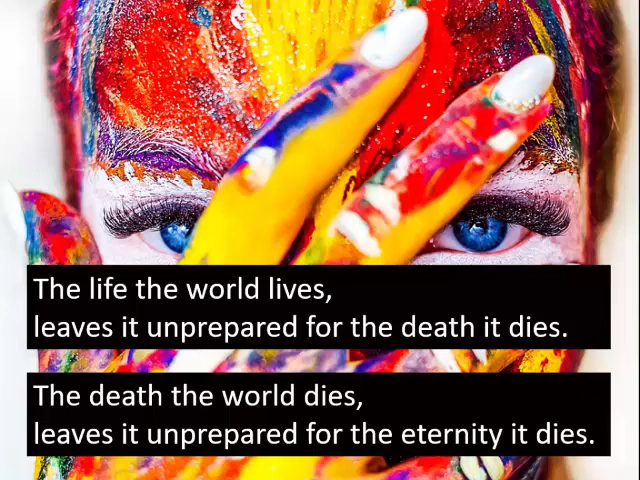 The life the world lives,
leaves it unprepared for the death it dies.
The death the world dies,
leaves it unprepared for the eternity it dies.